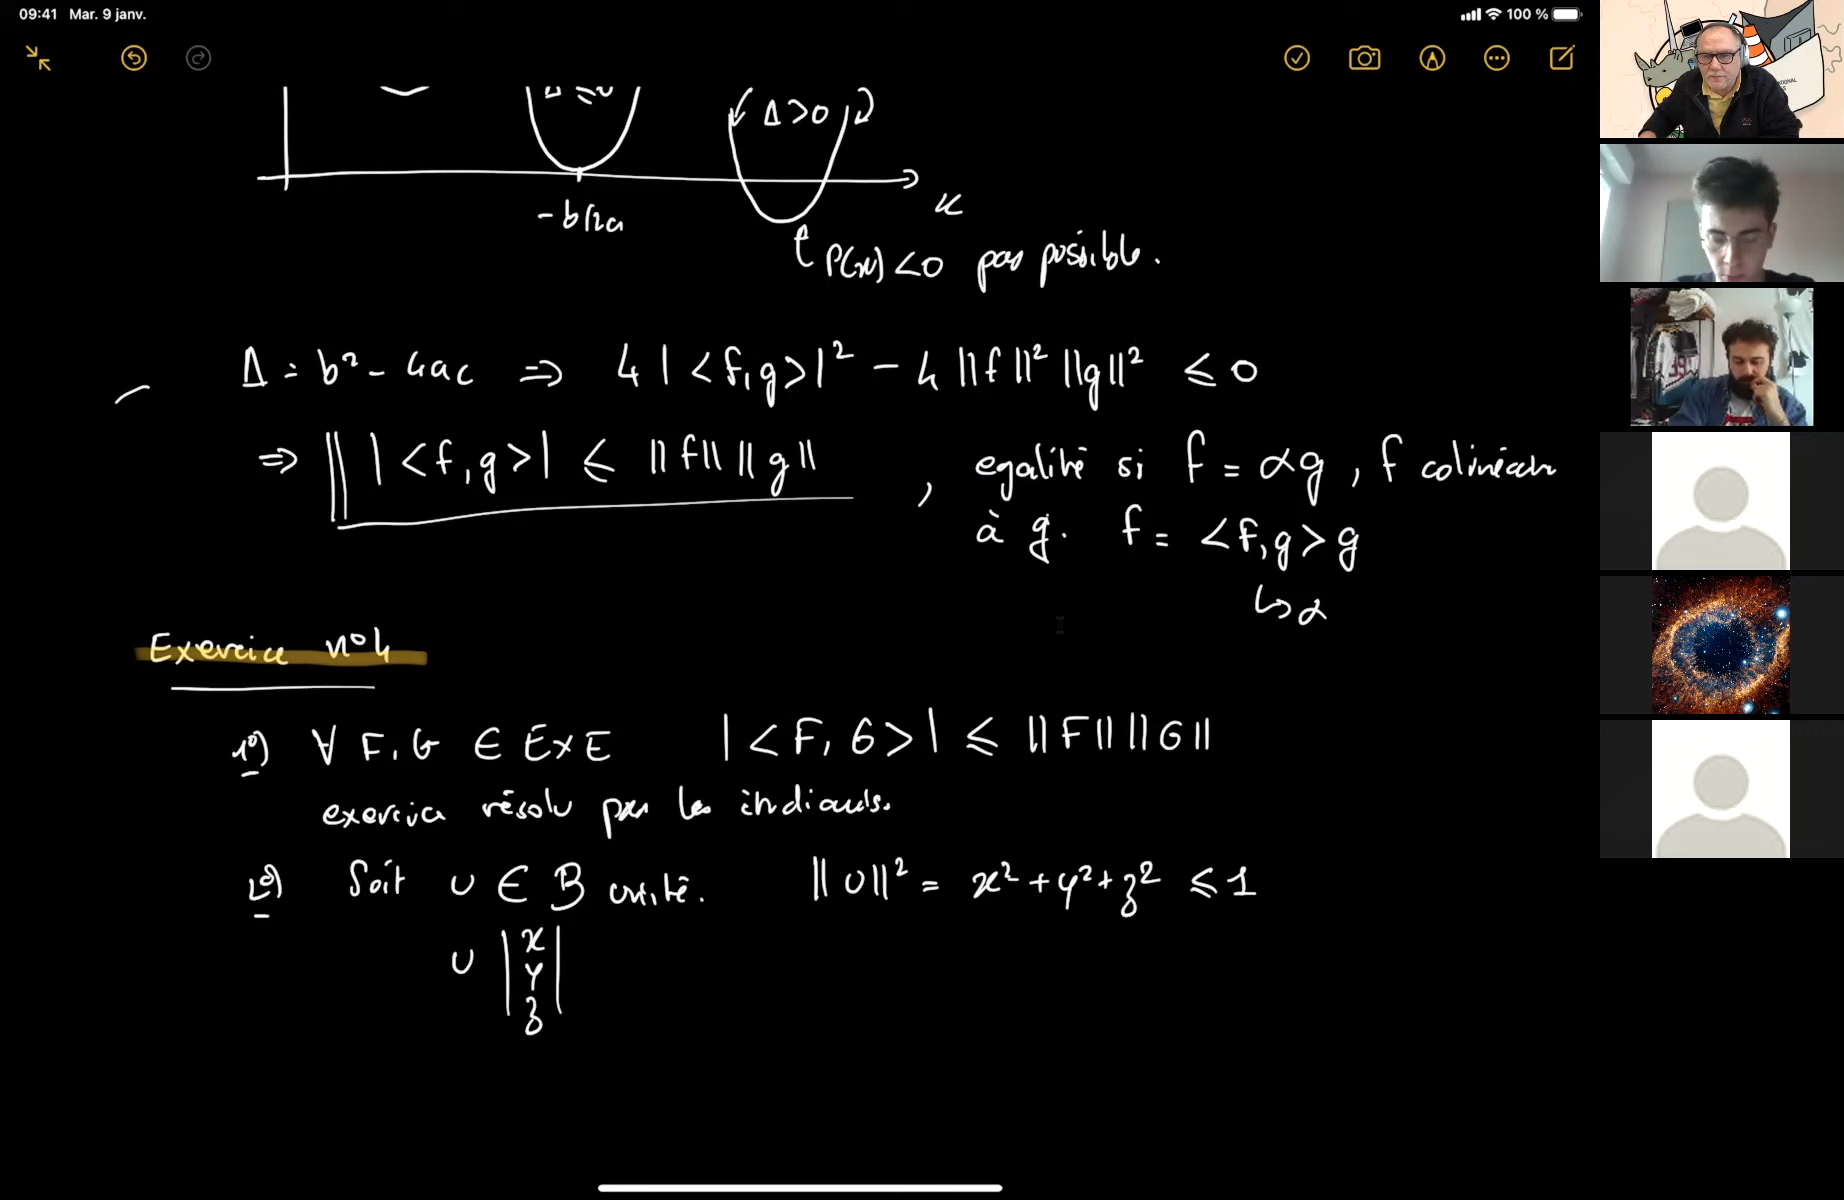 09:41 Mar. 9 janv.
100 %
Δ ⩽ 0
Δ > 0
-b/2a
x
P(x) < 0 pas possible.
Δ = b² - 4ac ⇒ 4 |<f,g>|² - 4 ||f||² ||g||² ⩽ 0
⇒ |<f,g>| ⩽ ||f|| ||g|| , egalité si f = αg , f colinéaire
à g. f = <f,g> g
↳ α
Exercice n°4
1°) ∀ F, G ∈ E x E |<F, G>| ⩽ ||F|| ||G||
exercice résolu par les
2°) Soit U ∈ B unité. ||U||² = x² + y² + z² ⩽ 1
U | x |
y
z